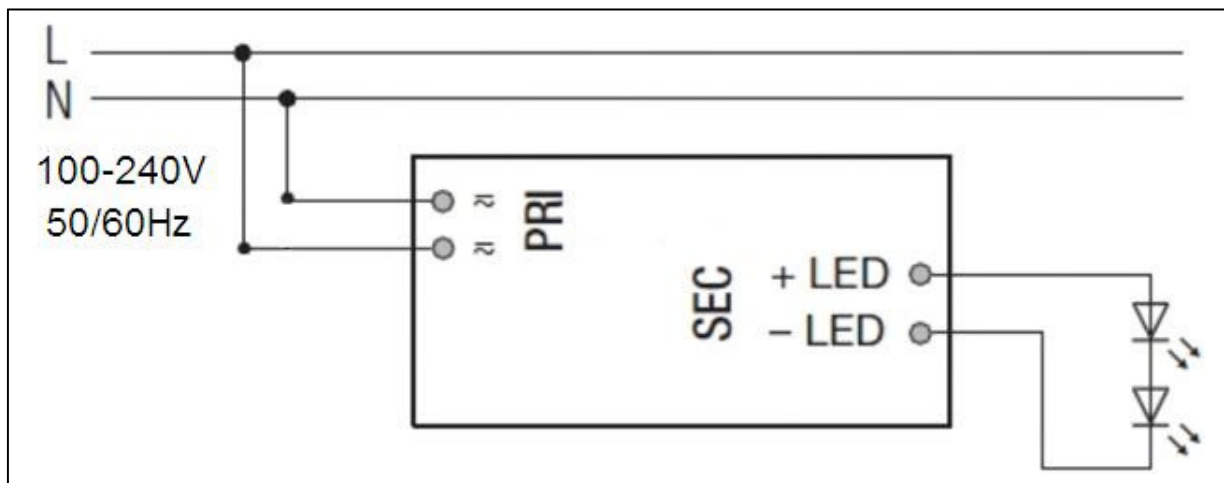 L
N
100-240V
50/60Hz
≈
≈
PRI
SEC
+ LED
− LED